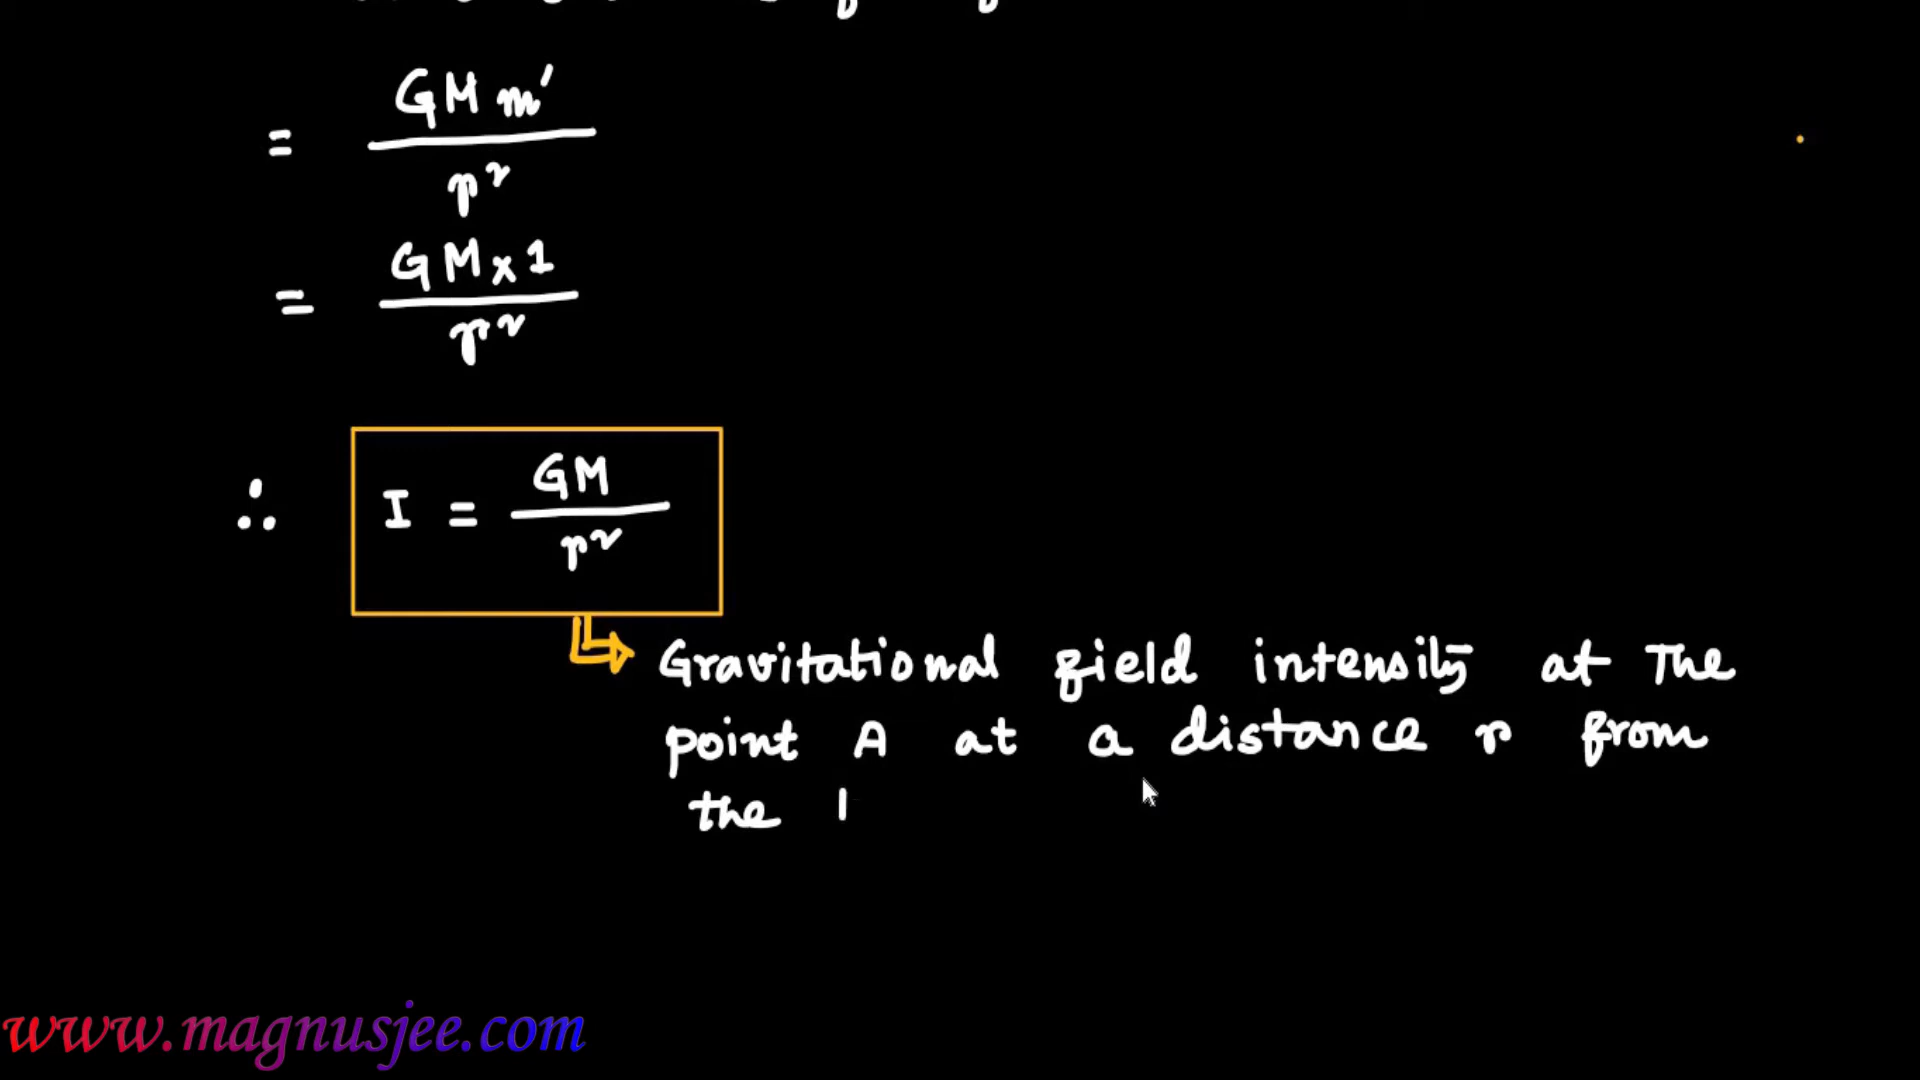 = GMm′ / r²
= GM×1 / r²
∴ I = GM / r²
Gravitational field intensity at The
point A at a distance r from
the
www.magnusjee.com